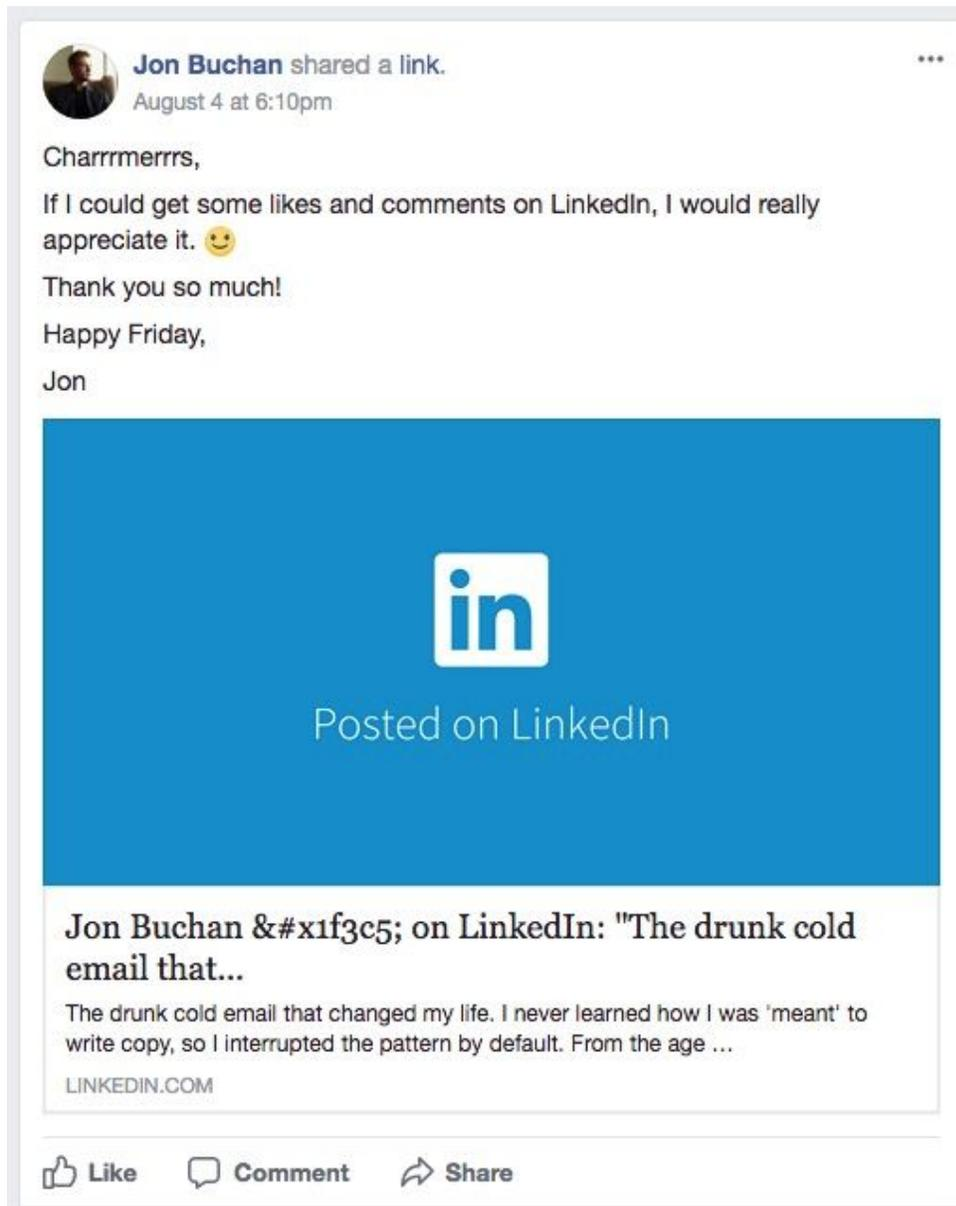 Jon Buchan shared a link.
August 4 at 6:10pm
Charrrmerrrs,
If I could get some likes and comments on LinkedIn, I would really
appreciate it. 🙂
Thank you so much!
Happy Friday,
Jon
in
Posted on LinkedIn
Jon Buchan &#x1f3c5; on LinkedIn: "The drunk cold
email that...
The drunk cold email that changed my life. I never learned how I was 'meant' to
write copy, so I interrupted the pattern by default. From the age ...
LINKEDIN.COM
Like Comment Share